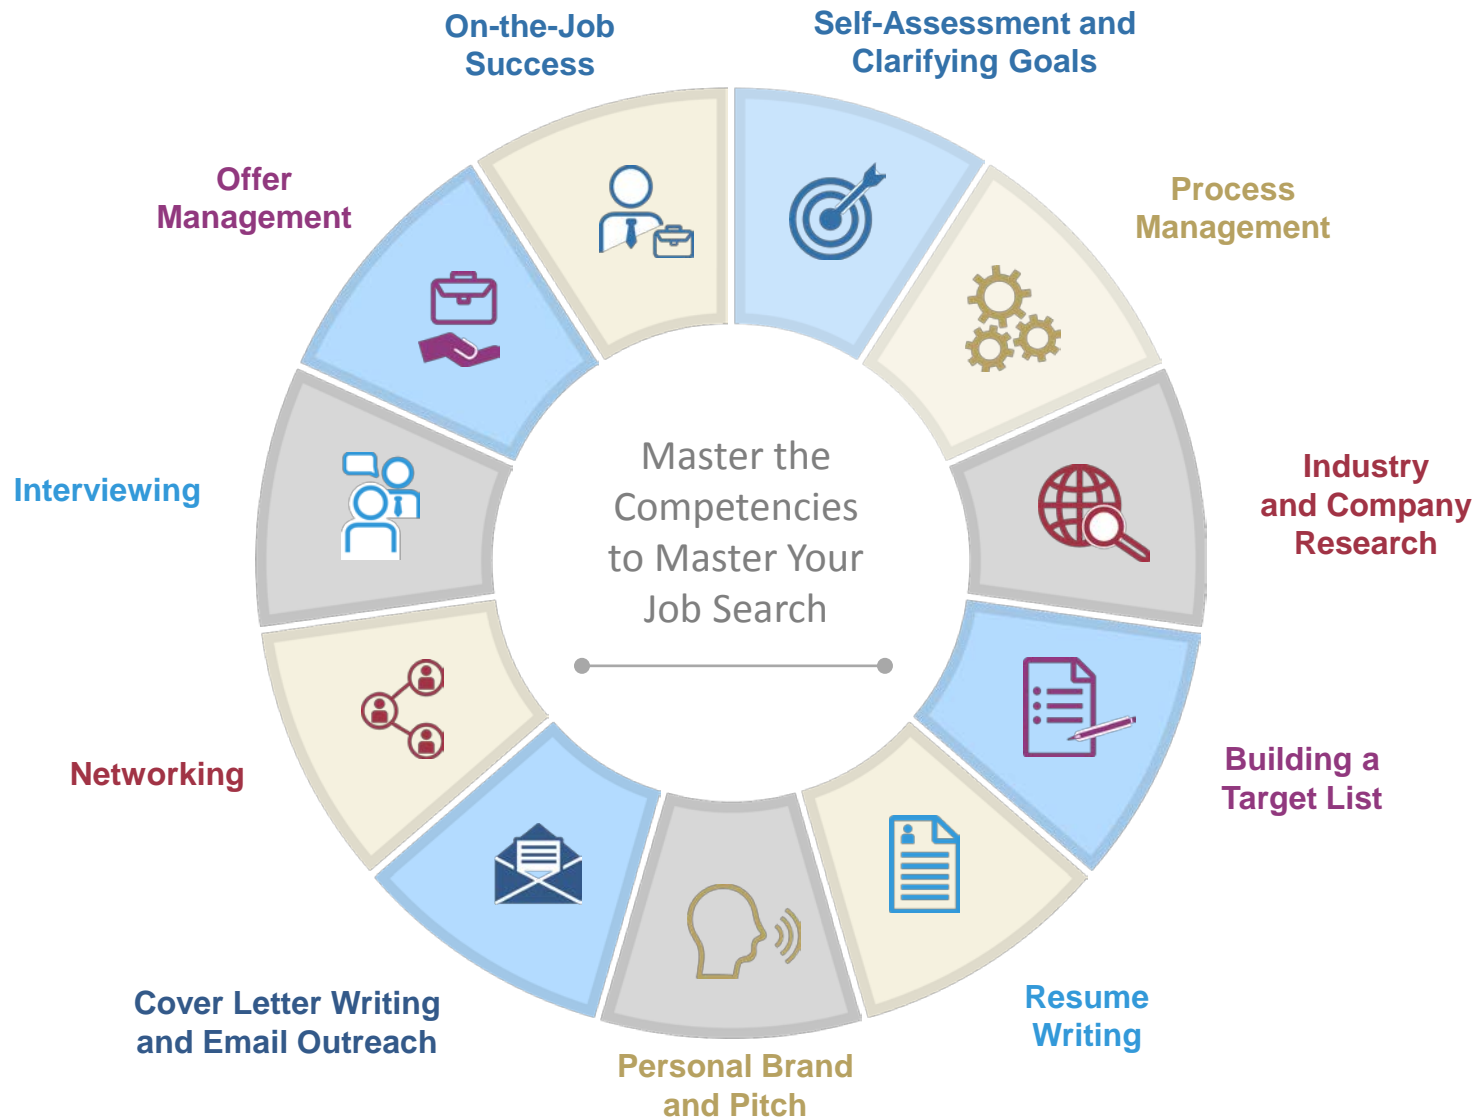 On-the-Job
Success
Self-Assessment and
Clarifying Goals
Offer
Management
Process
Management
Master the
Competencies
to Master Your
Job Search
Interviewing
Industry
and Company
Research
Networking
Building a
Target List
Cover Letter Writing
and Email Outreach
Resume
Writing
Personal Brand
and Pitch